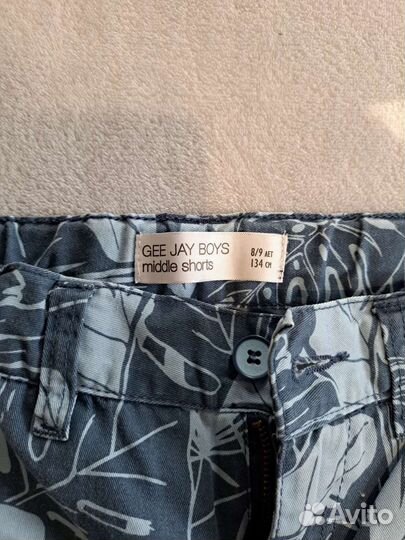 GEE JAY BOYS
middle shorts
8/9 ЛЕТ
134 СМ
Avito